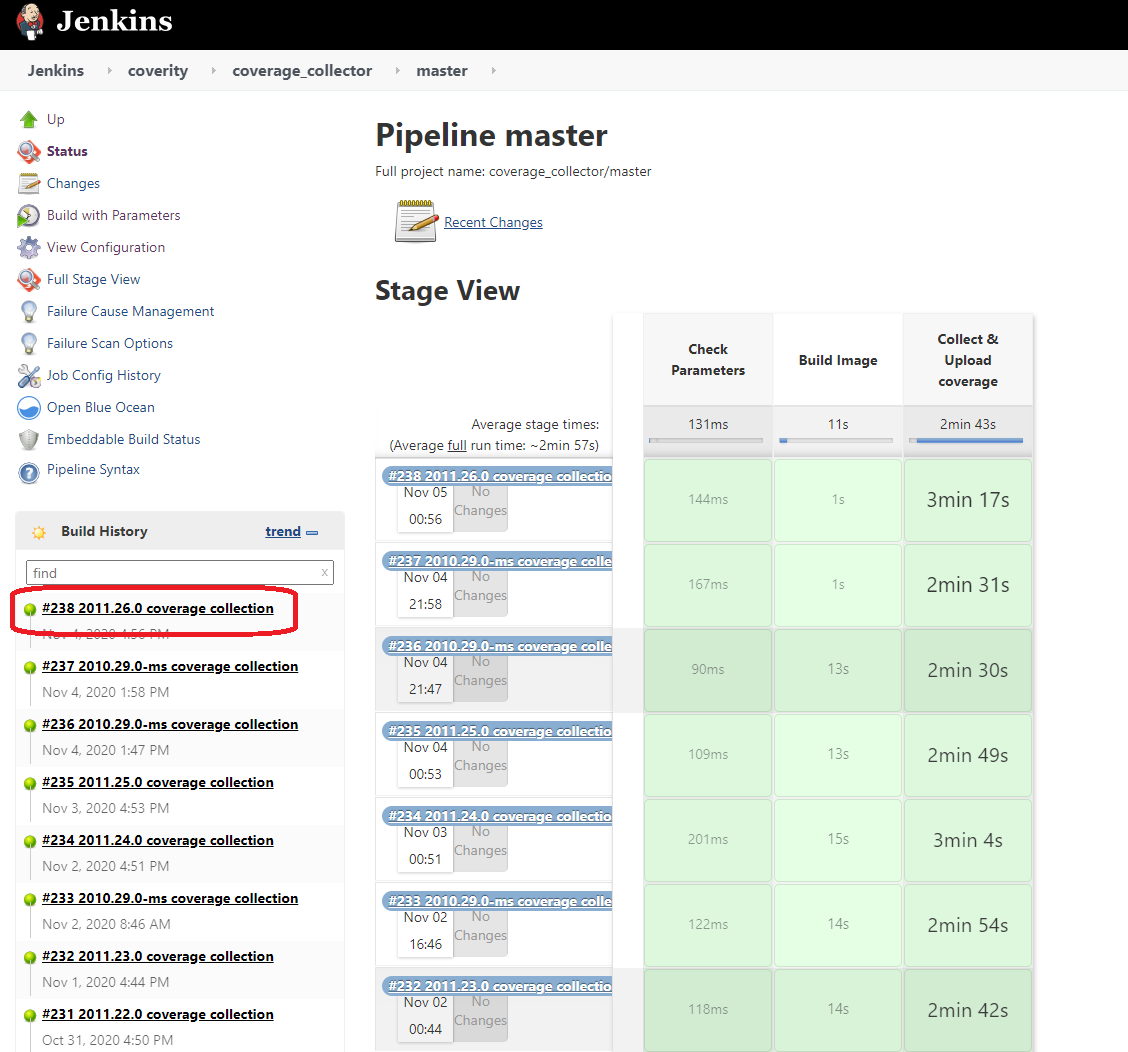 Jenkins
Jenkins coverity coverage_collector master
Up
Status
Changes
Build with Parameters
View Configuration
Full Stage View
Failure Cause Management
Failure Scan Options
Job Config History
Open Blue Ocean
Embeddable Build Status
Pipeline Syntax
Build History trend
find x
#238 2011.26.0 coverage collection
Nov 4, 2020 4:56 PM
#237 2010.29.0-ms coverage collection
Nov 4, 2020 1:58 PM
#236 2010.29.0-ms coverage collection
Nov 4, 2020 1:47 PM
#235 2011.25.0 coverage collection
Nov 3, 2020 4:53 PM
#234 2011.24.0 coverage collection
Nov 2, 2020 4:51 PM
#233 2010.29.0-ms coverage collection
Nov 2, 2020 8:46 AM
#232 2011.23.0 coverage collection
Nov 1, 2020 4:44 PM
#231 2011.22.0 coverage collection
Oct 31, 2020 4:50 PM
Pipeline master
Full project name: coverage_collector/master
Recent Changes
Stage View
Check
Parameters
Build Image
Collect &
Upload
coverage
Average stage times:
(Average full run time: ~2min 57s)
131ms 11s 2min 43s
#238 2011.26.0 coverage collectio
Nov 05
00:56
No
Changes
144ms 1s 3min 17s
#237 2010.29.0-ms coverage colle
Nov 04
21:58
No
Changes
167ms 1s 2min 31s
#236 2010.29.0-ms coverage colle
Nov 04
21:47
No
Changes
90ms 13s 2min 30s
#235 2011.25.0 coverage collectio
Nov 04
00:53
No
Changes
109ms 13s 2min 49s
#234 2011.24.0 coverage collectio
Nov 03
00:51
No
Changes
201ms 15s 3min 4s
#233 2010.29.0-ms coverage colle
Nov 02
16:46
No
Changes
122ms 14s 2min 54s
#232 2011.23.0 coverage collectio
Nov 02
00:44
No
Changes
118ms 14s 2min 42s